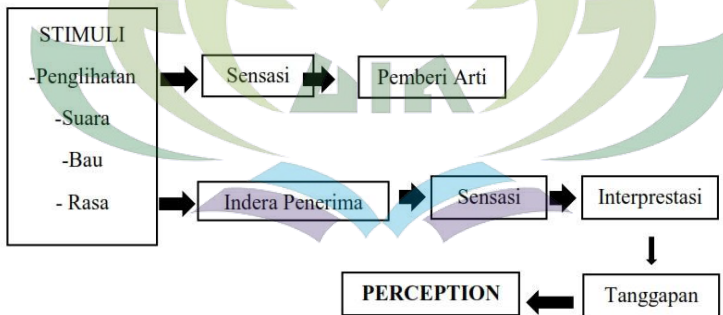 STIMULI
-Penglihatan
-Suara
-Bau
- Rasa
Sensasi
Pemberi Arti
Indera Penerima
Sensasi
Interprestasi
Tanggapan
PERCEPTION